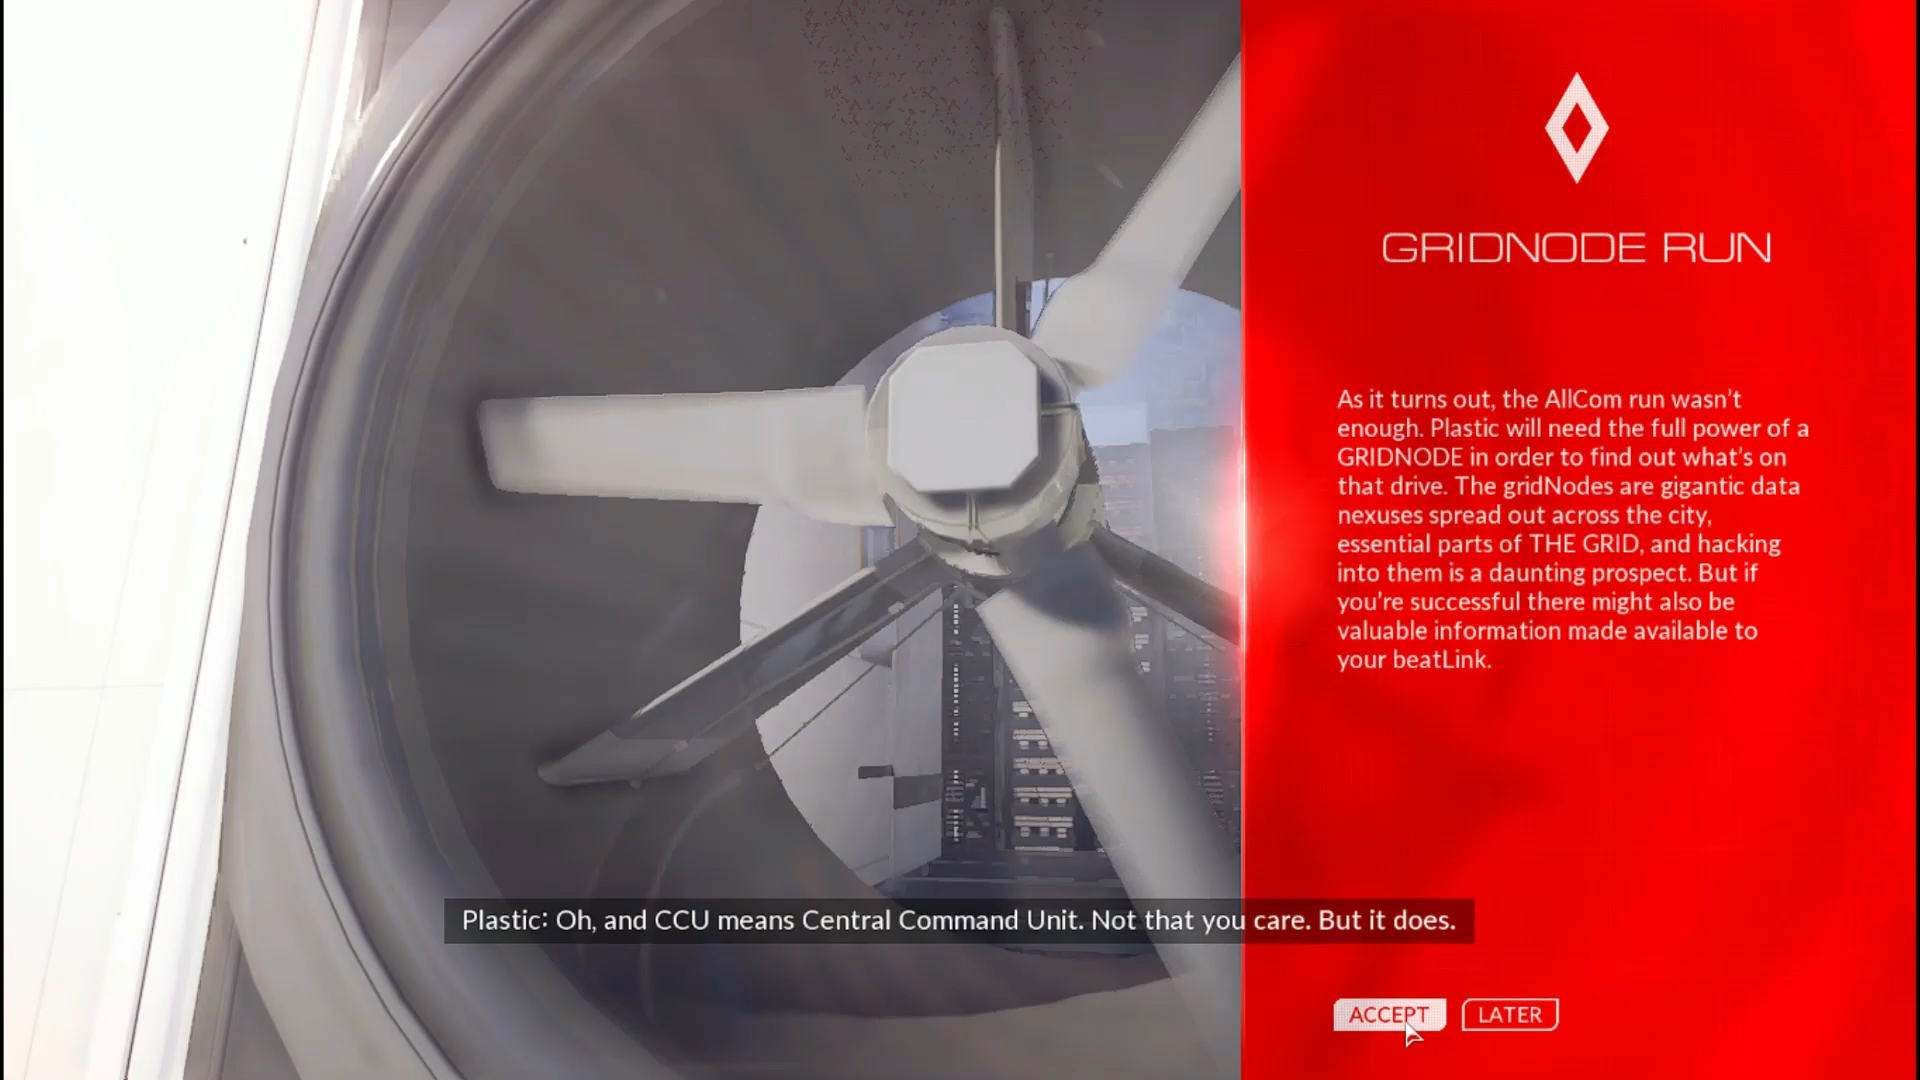 GRIDNODE RUN
As it turns out, the AllCom run wasn't
enough. Plastic will need the full power of a
GRIDNODE in order to find out what's on
that drive. The gridNodes are gigantic data
nexuses spread out across the city,
essential parts of THE GRID, and hacking
into them is a daunting prospect. But if
you're successful there might also be
valuable information made available to
your beatLink.
Plastic: Oh, and CCU means Central Command Unit. Not that you care. But it does.
ACCEPT LATER